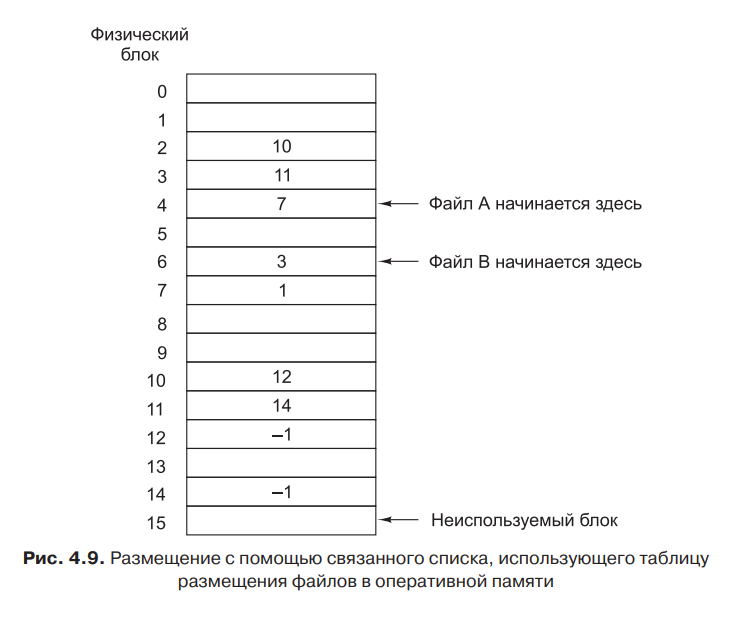 Физический
блок
0
1
2 10
3 11
4 7 Файл A начинается здесь
5
6 3 Файл B начинается здесь
7 1
8
9
10 12
11 14
12 –1
13
14 –1
15 Неиспользуемый блок
Рис. 4.9. Размещение с помощью связанного списка, использующего таблицу
размещения файлов в оперативной памяти